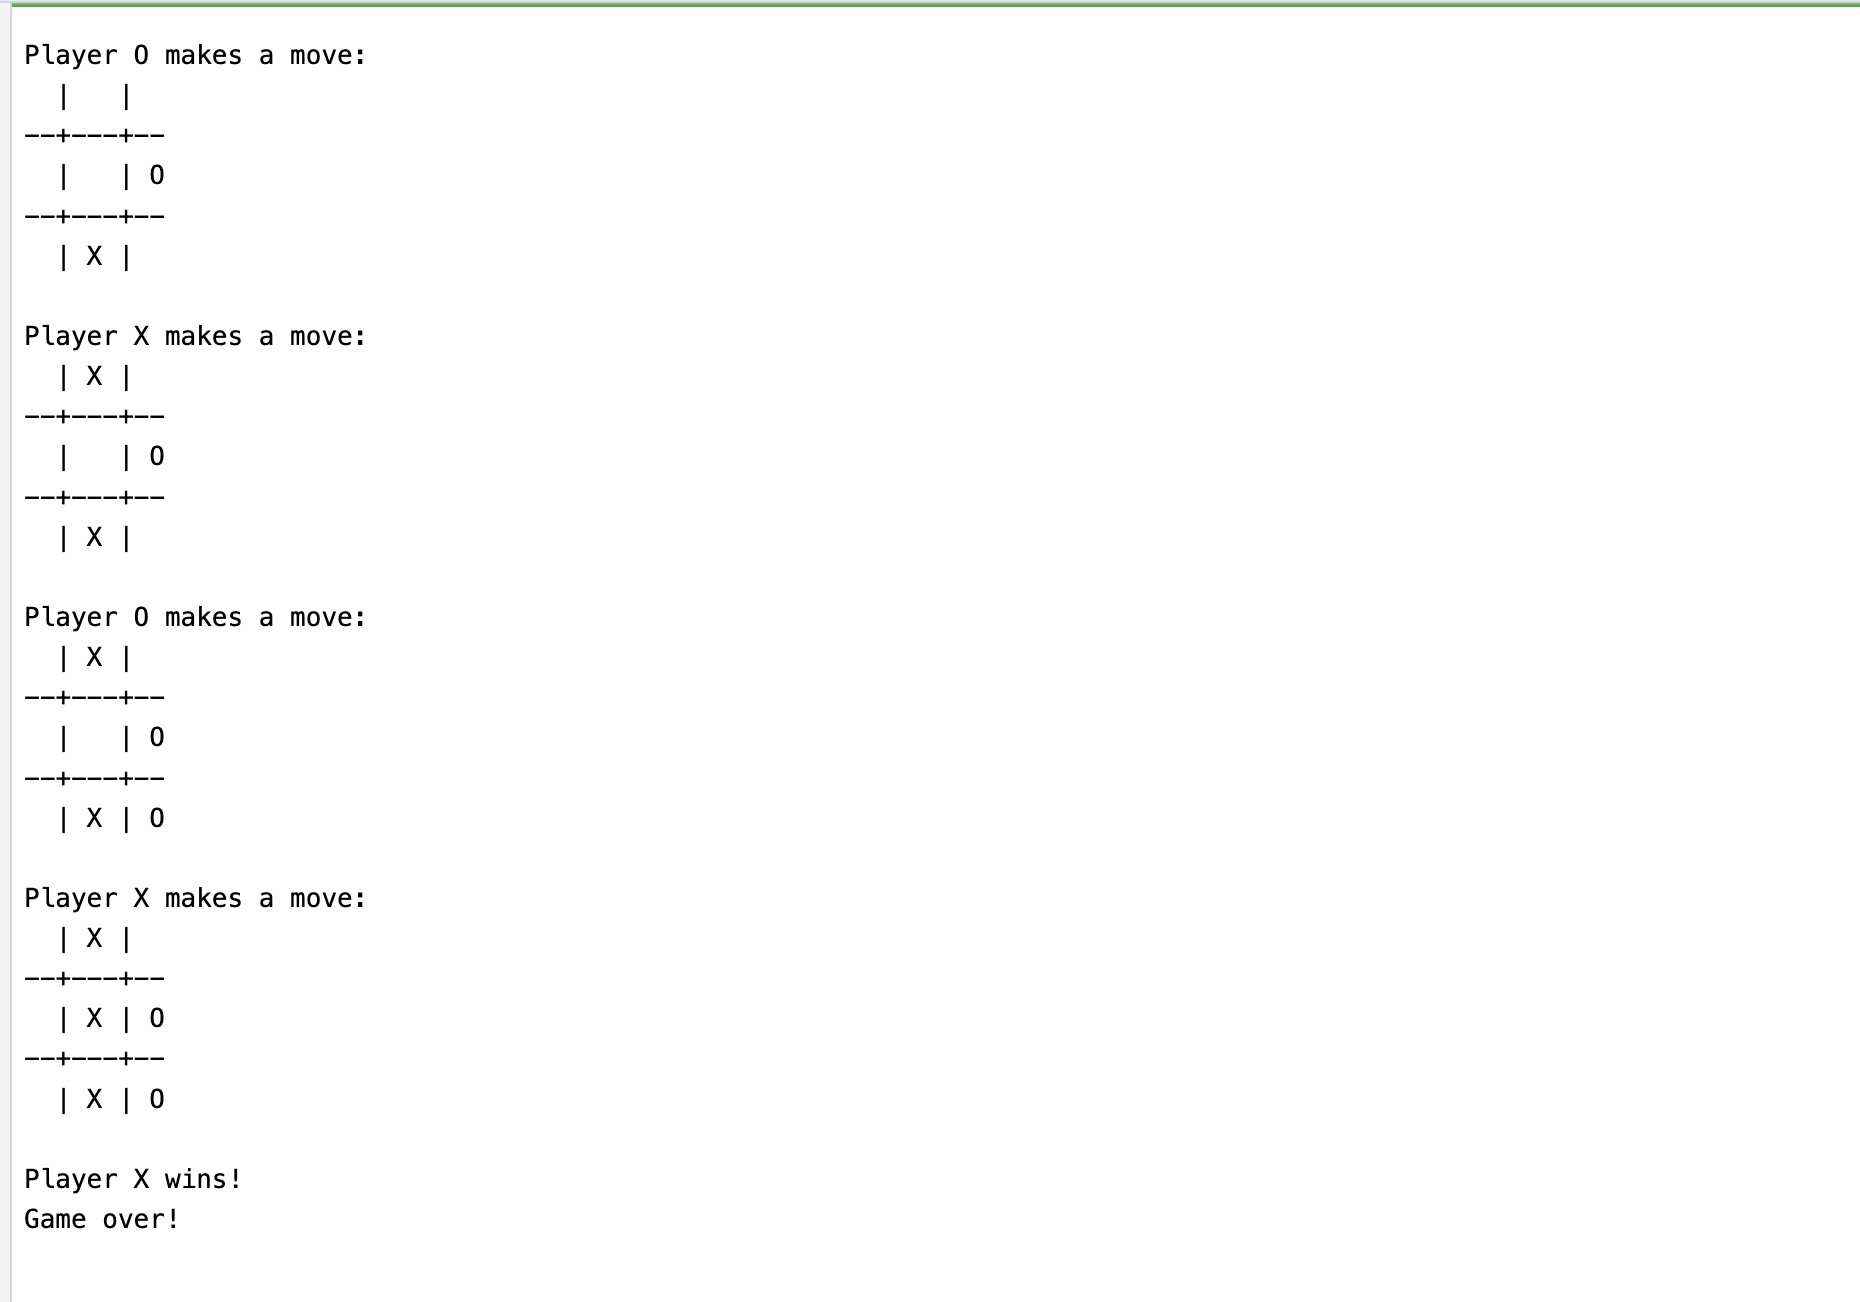 Player O makes a move:
  |   |
--+---+--
  |   | O
--+---+--
  | X |
Player X makes a move:
  | X |
--+---+--
  |   | O
--+---+--
  | X |
Player O makes a move:
  | X |
--+---+--
  |   | O
--+---+--
  | X | O
Player X makes a move:
  | X |
--+---+--
  | X | O
--+---+--
  | X | O
Player X wins!
Game over!